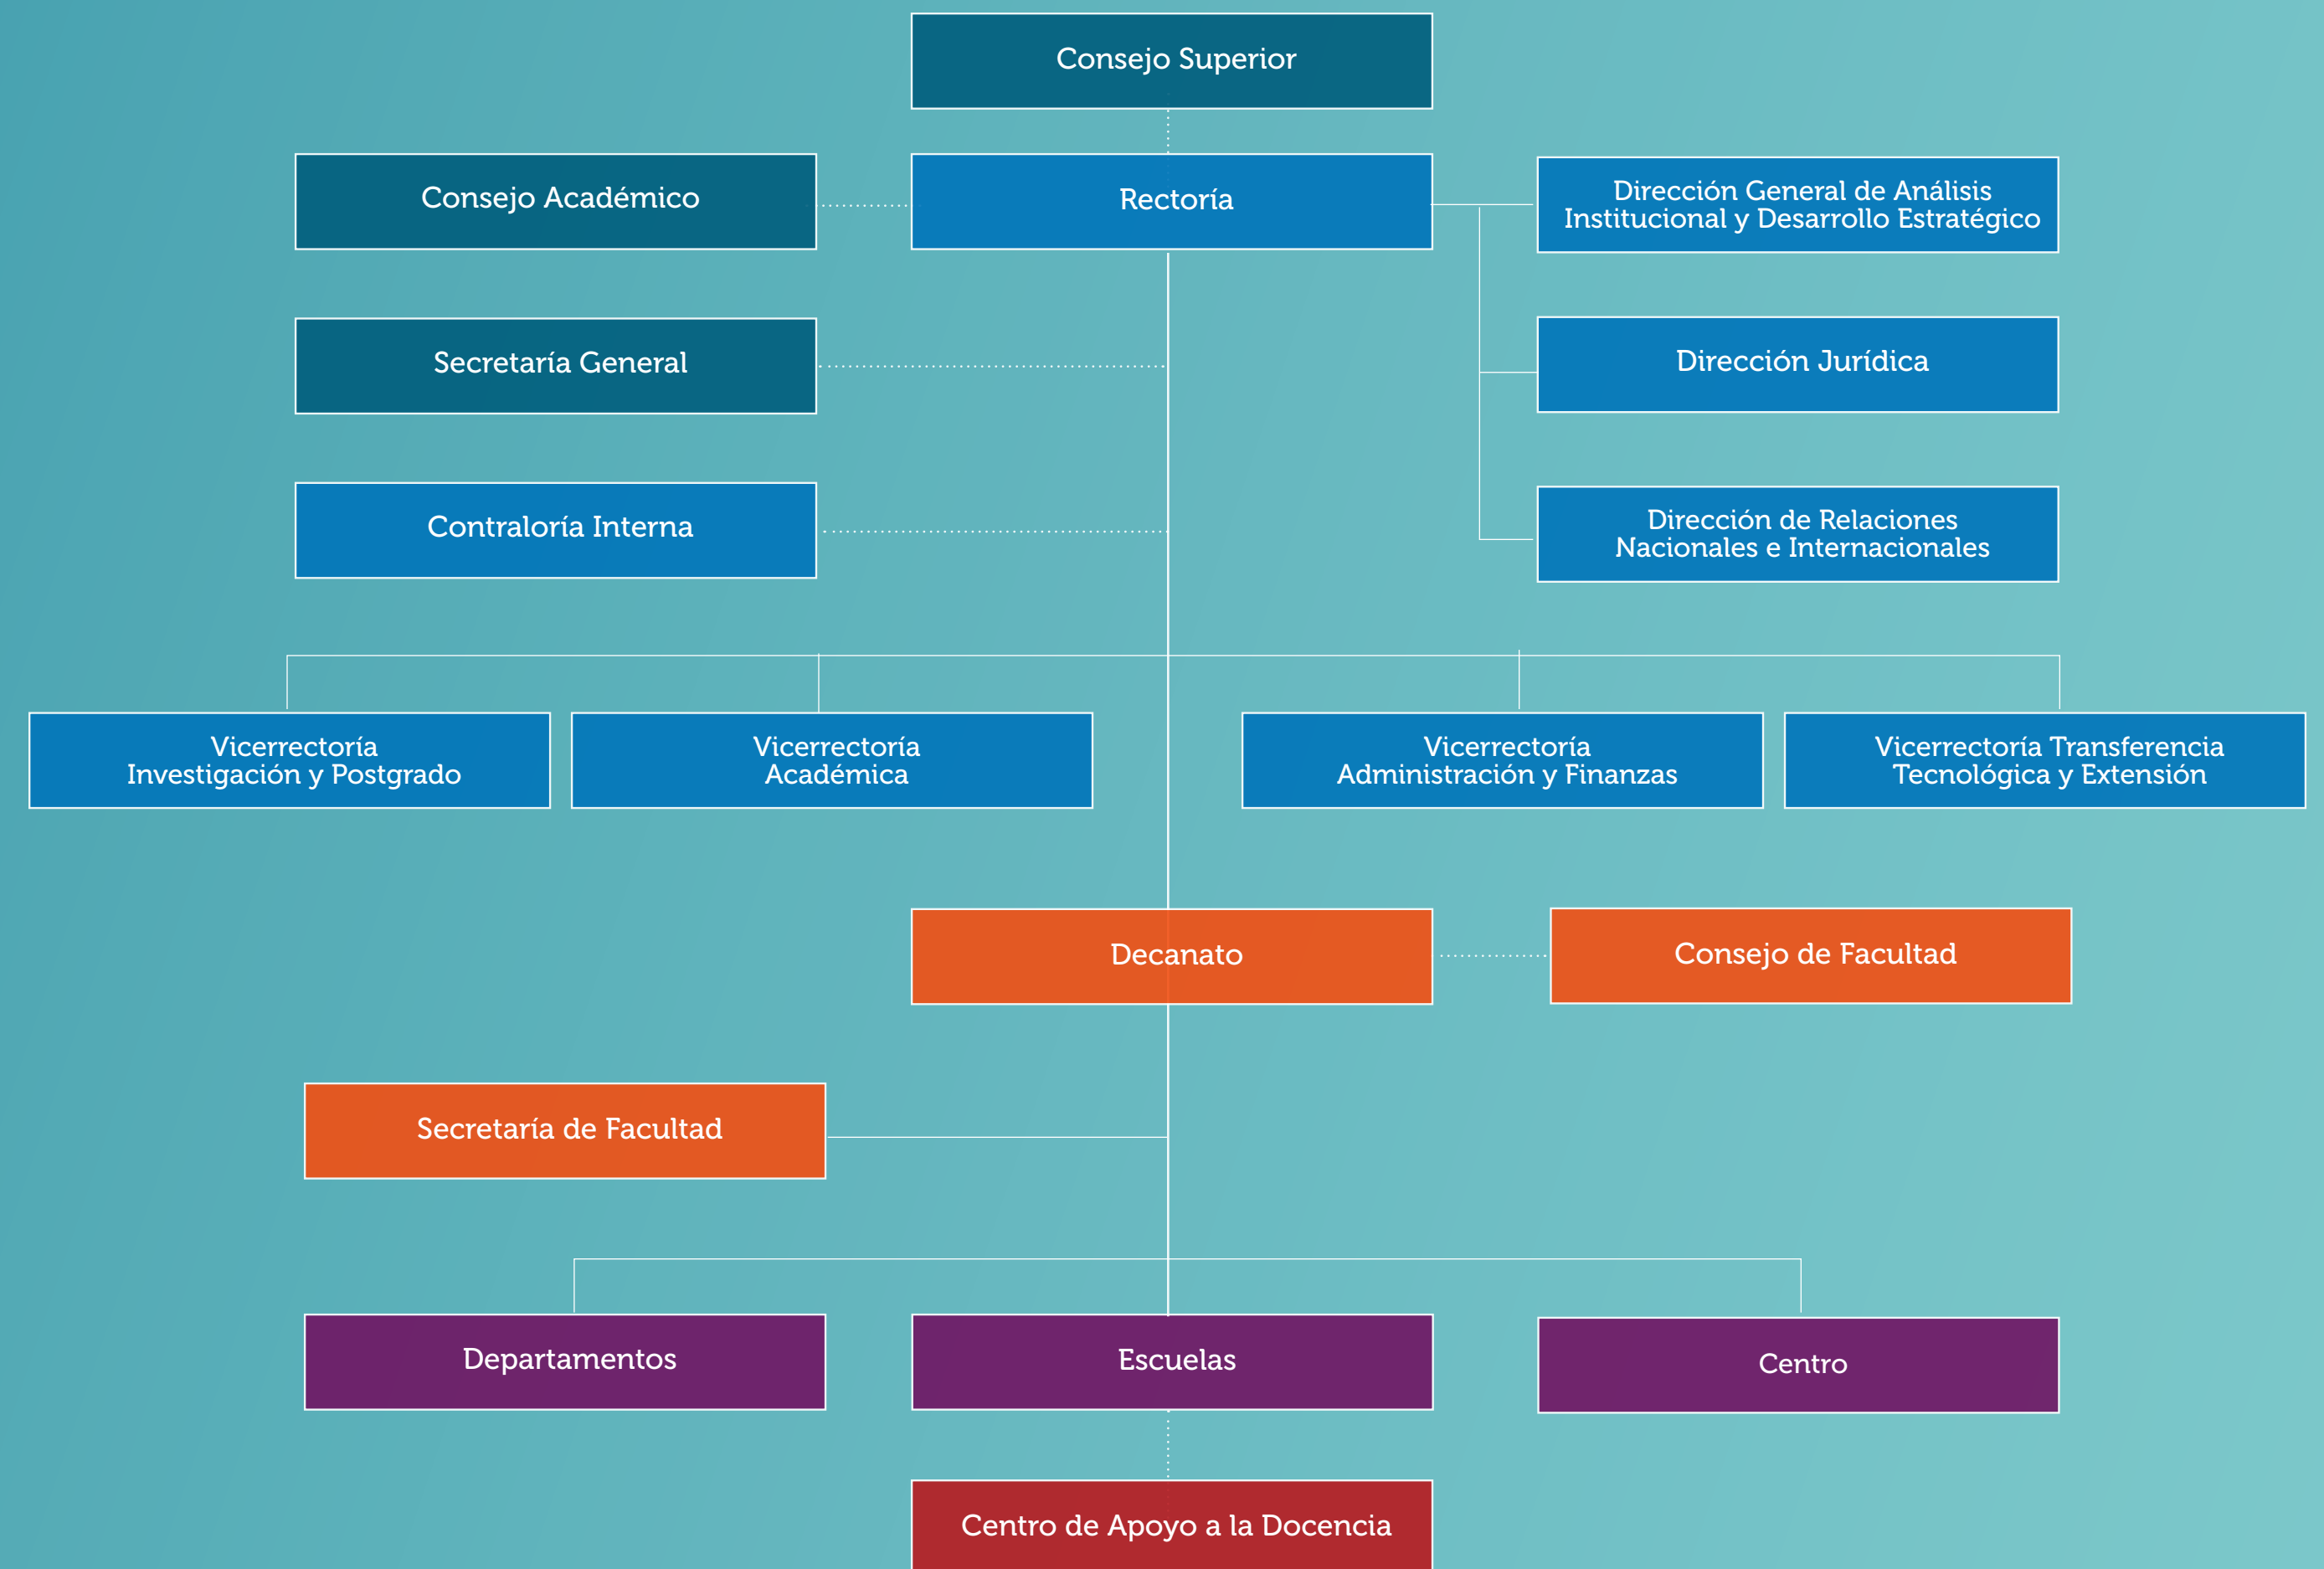 Consejo Superior
Consejo Académico
Rectoría
Dirección General de Análisis
Institucional y Desarrollo Estratégico
Secretaría General
Dirección Jurídica
Contraloría Interna
Dirección de Relaciones
Nacionales e Internacionales
Vicerrectoría
Investigación y Postgrado
Vicerrectoría
Académica
Vicerrectoría
Administración y Finanzas
Vicerrectoría Transferencia
Tecnológica y Extensión
Decanato
Consejo de Facultad
Secretaría de Facultad
Departamentos
Escuelas
Centro
Centro de Apoyo a la Docencia